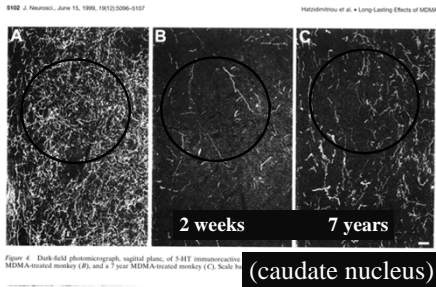 5102 J. Neurosci., June 15, 1999, 19(12):5096–5107 Hatzidimitriou et al. • Long-Lasting Effects of MDMA
A B C
2 weeks 7 years
Figure 4. Dark-field photomicrograph, sagittal plane, of 5-HT immunoreactive
MDMA-treated monkey (B), and a 7 year MDMA-treated monkey (C). Scale ba
(caudate nucleus)